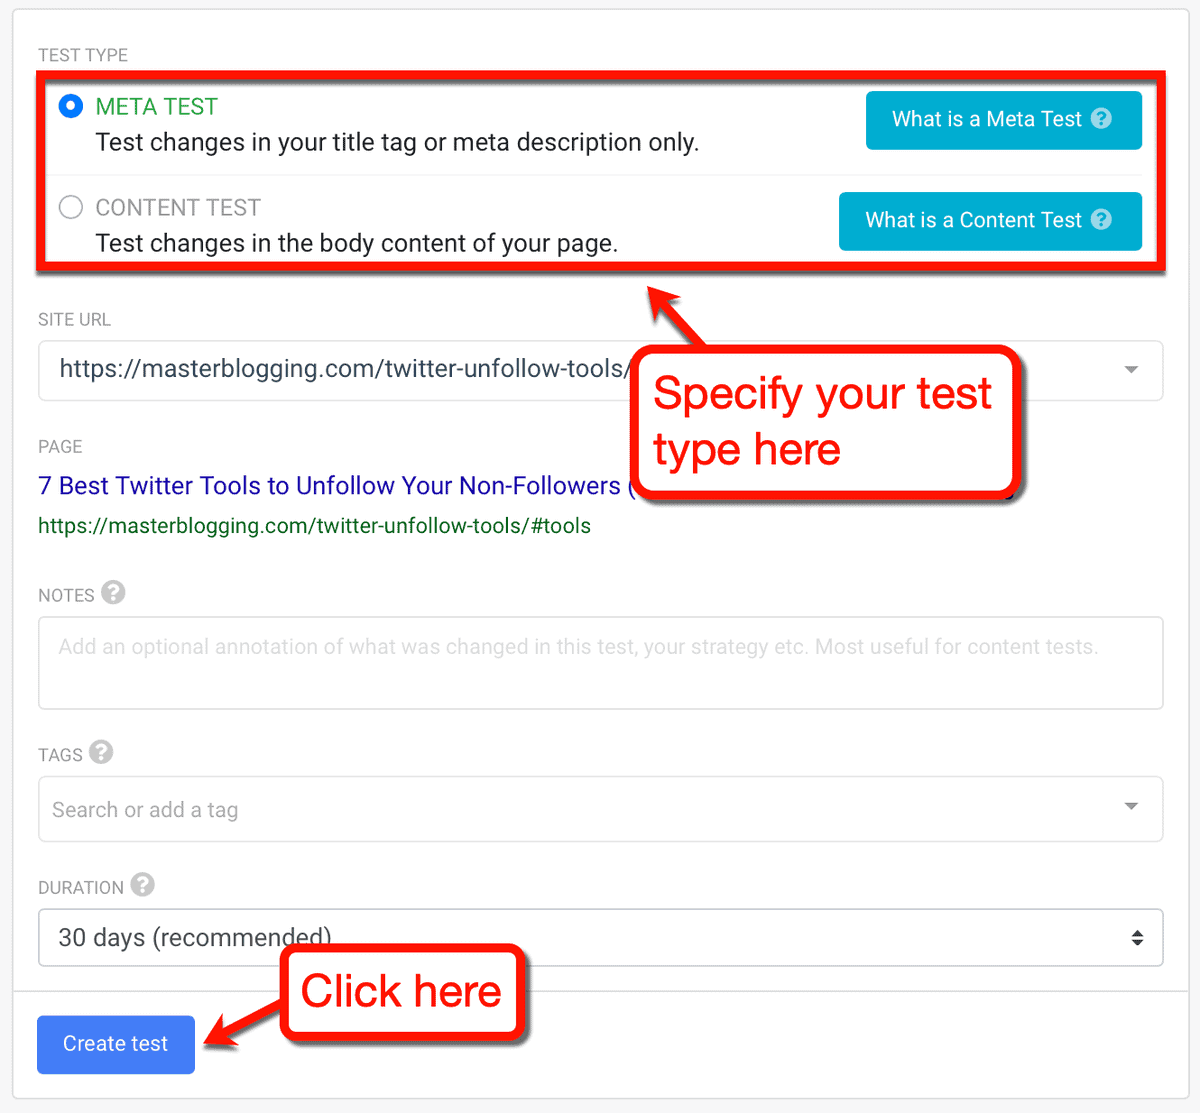 TEST TYPE
META TEST
Test changes in your title tag or meta description only.
What is a Meta Test ?
CONTENT TEST
Test changes in the body content of your page.
What is a Content Test ?
SITE URL
https://masterblogging.com/twitter-unfollow-tools/
Specify your test
type here
PAGE
7 Best Twitter Tools to Unfollow Your Non-Followers (
https://masterblogging.com/twitter-unfollow-tools/#tools
NOTES ?
Add an optional annotation of what was changed in this test, your strategy etc. Most useful for content tests.
TAGS ?
Search or add a tag
DURATION ?
30 days (recommended)
Click here
Create test